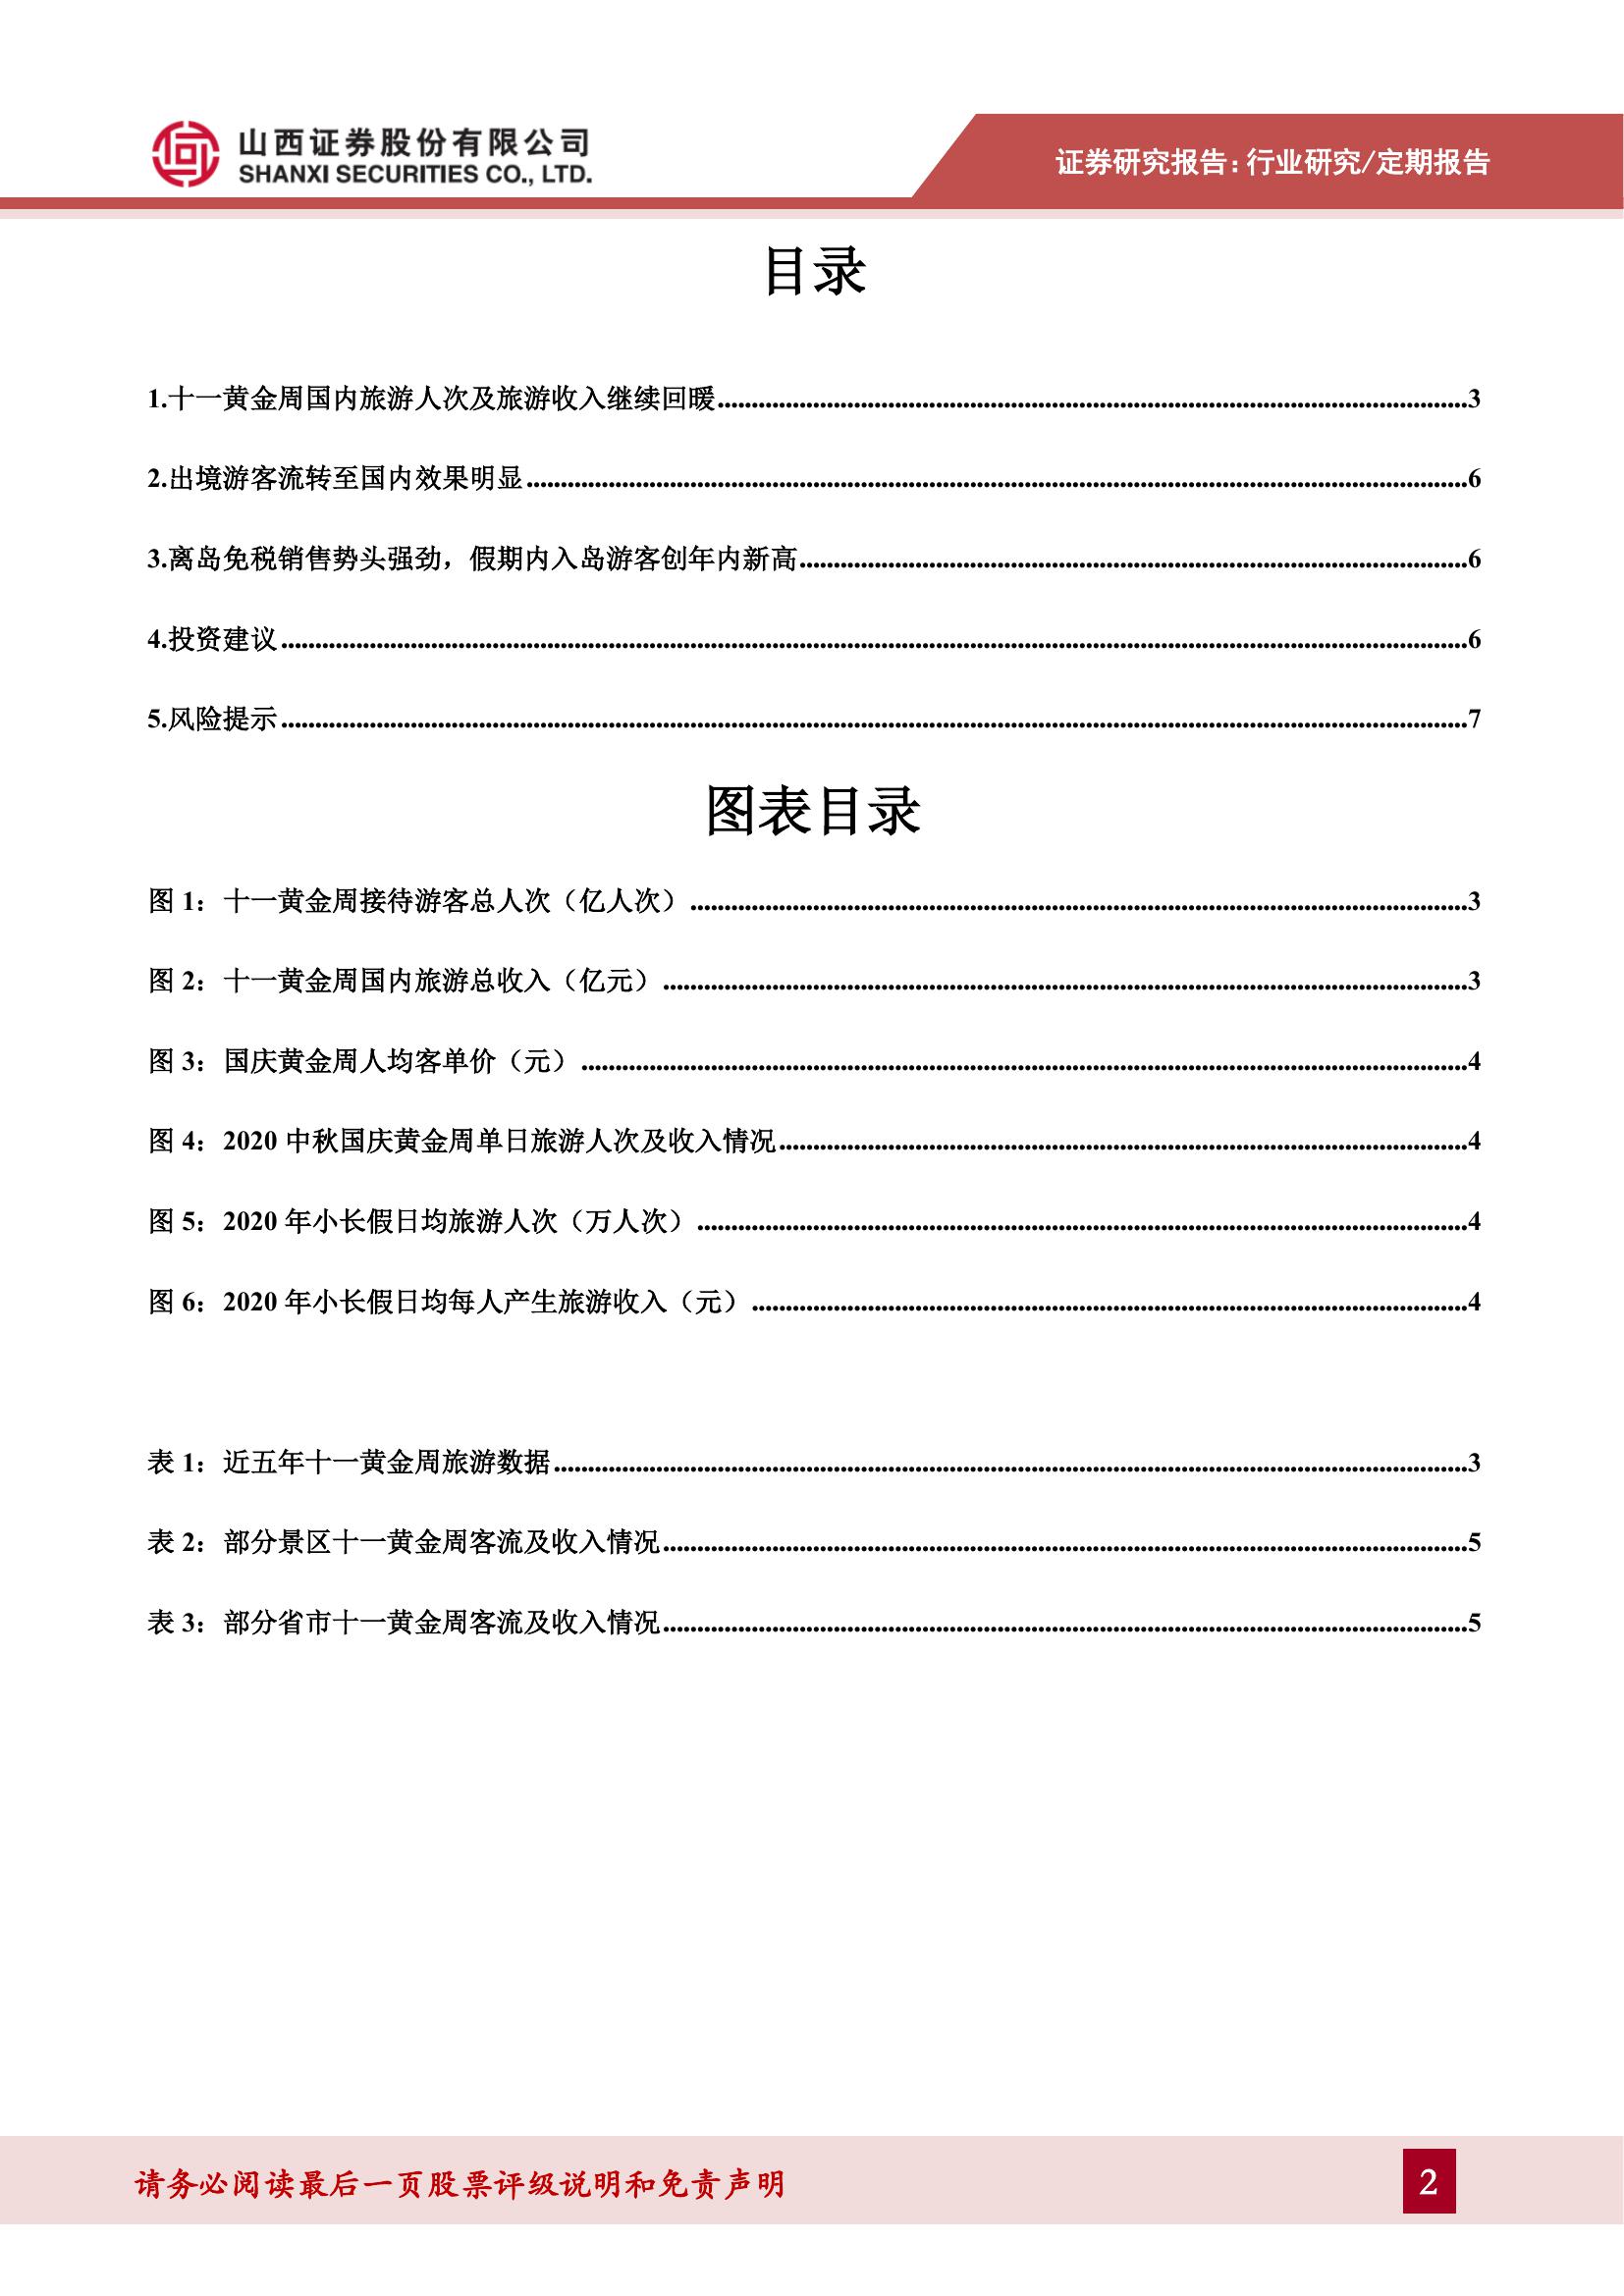 山西证券股份有限公司
SHANXI SECURITIES CO., LTD.
证券研究报告：行业研究/定期报告
目录
1.十一黄金周国内旅游人次及旅游收入继续回暖 3
2.出境游客流转至国内效果明显 6
3.离岛免税销售势头强劲，假期内入岛游客创年内新高 6
4.投资建议 6
5.风险提示 7
图表目录
图 1：十一黄金周接待游客总人次（亿人次） 3
图 2：十一黄金周国内旅游总收入（亿元） 3
图 3：国庆黄金周人均客单价（元） 4
图 4：2020 中秋国庆黄金周单日旅游人次及收入情况 4
图 5：2020 年小长假日均旅游人次（万人次） 4
图 6：2020 年小长假日均每人产生旅游收入（元） 4
表 1：近五年十一黄金周旅游数据 3
表 2：部分景区十一黄金周客流及收入情况 5
表 3：部分省市十一黄金周客流及收入情况 5
请务必阅读最后一页股票评级说明和免责声明
2